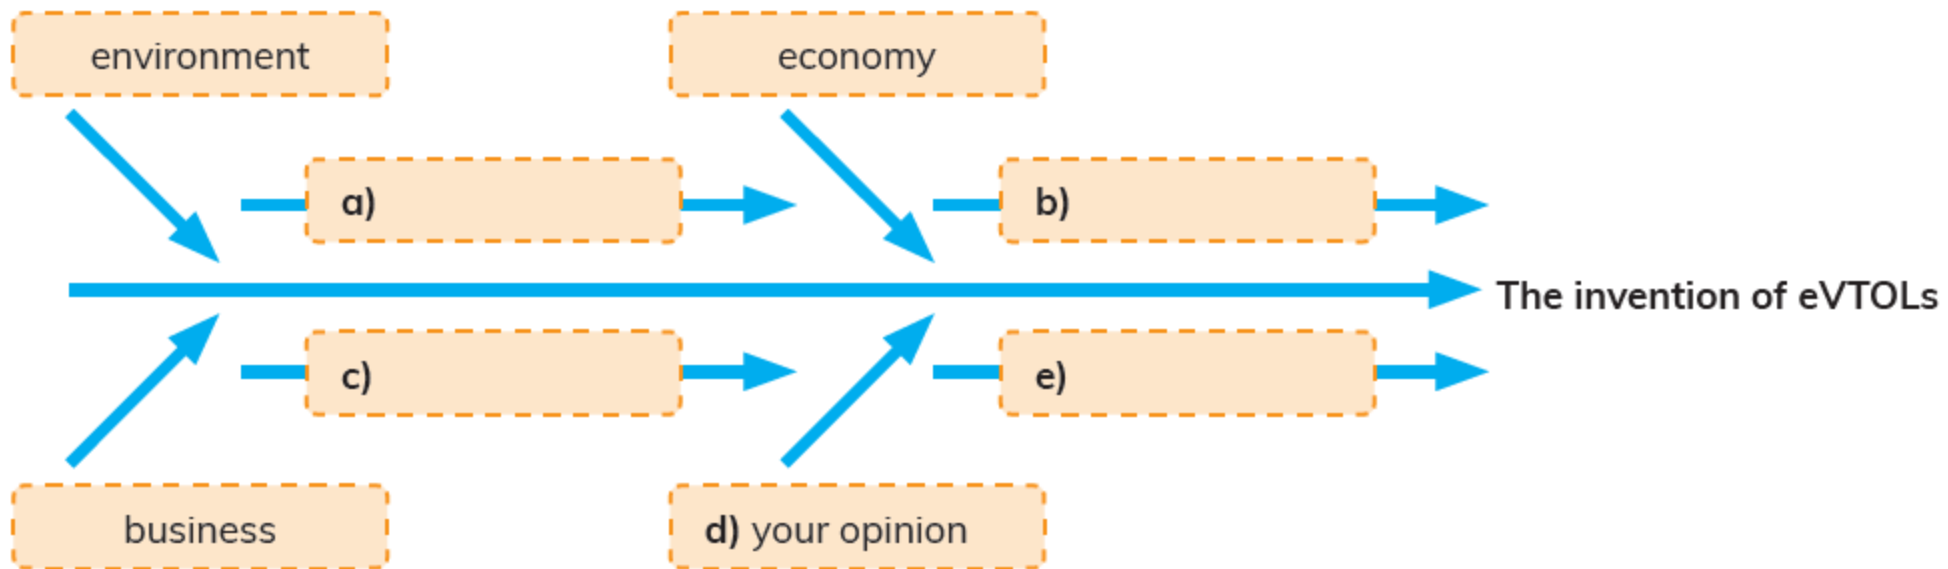 environment
economy
a)
b)
The invention of eVTOLs
c)
e)
business
d) your opinion